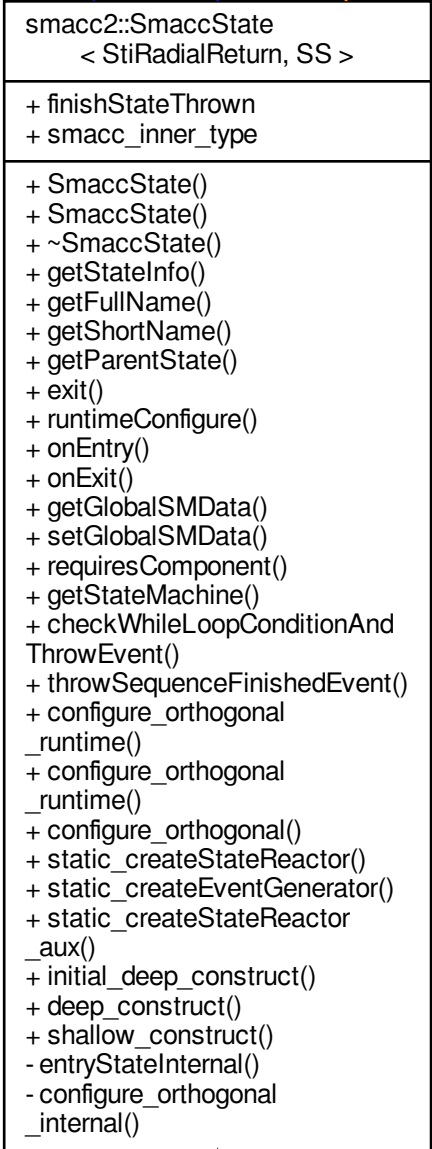 smacc2::SmaccState
< StiRadialReturn, SS >
+ finishStateThrown
+ smacc_inner_type
+ SmaccState()
+ SmaccState()
+ ~SmaccState()
+ getStateInfo()
+ getFullName()
+ getShortName()
+ getParentState()
+ exit()
+ runtimeConfigure()
+ onEntry()
+ onExit()
+ getGlobalSMData()
+ setGlobalSMData()
+ requiresComponent()
+ getStateMachine()
+ checkWhileLoopConditionAnd
ThrowEvent()
+ throwSequenceFinishedEvent()
+ configure_orthogonal
_runtime()
+ configure_orthogonal
_runtime()
+ configure_orthogonal()
+ static_createStateReactor()
+ static_createEventGenerator()
+ static_createStateReactor
_aux()
+ initial_deep_construct()
+ deep_construct()
+ shallow_construct()
- entryStateInternal()
- configure_orthogonal
_internal()